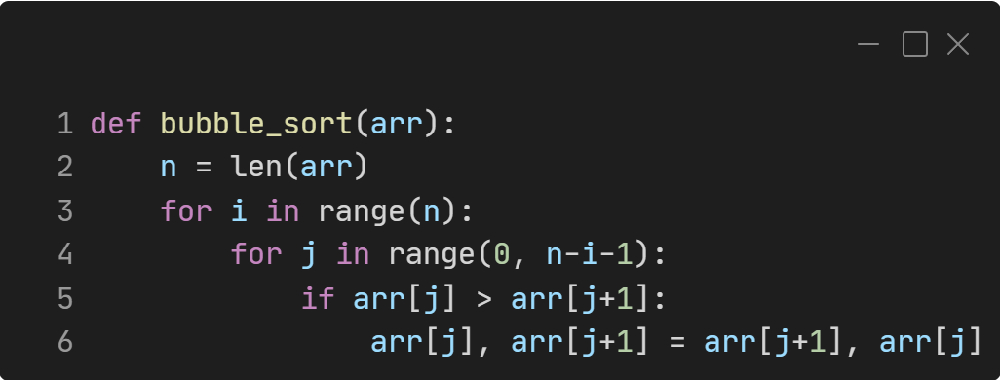 1 def bubble_sort(arr):
2     n = len(arr)
3     for i in range(n):
4         for j in range(0, n-i-1):
5             if arr[j] > arr[j+1]:
6                 arr[j], arr[j+1] = arr[j+1], arr[j]